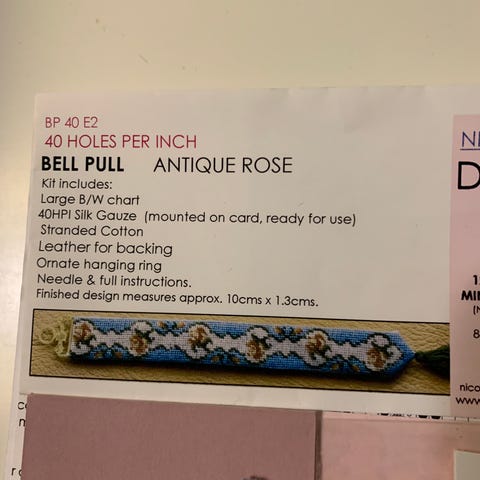 BP 40 E2
40 HOLES PER INCH
BELL PULL ANTIQUE ROSE
Kit includes:
Large B/W chart
40HPI Silk Gauze (mounted on card, ready for use)
Stranded Cotton
Leather for backing
Ornate hanging ring
Needle & full instructions.
Finished design measures approx. 10cms x 1.3cms.